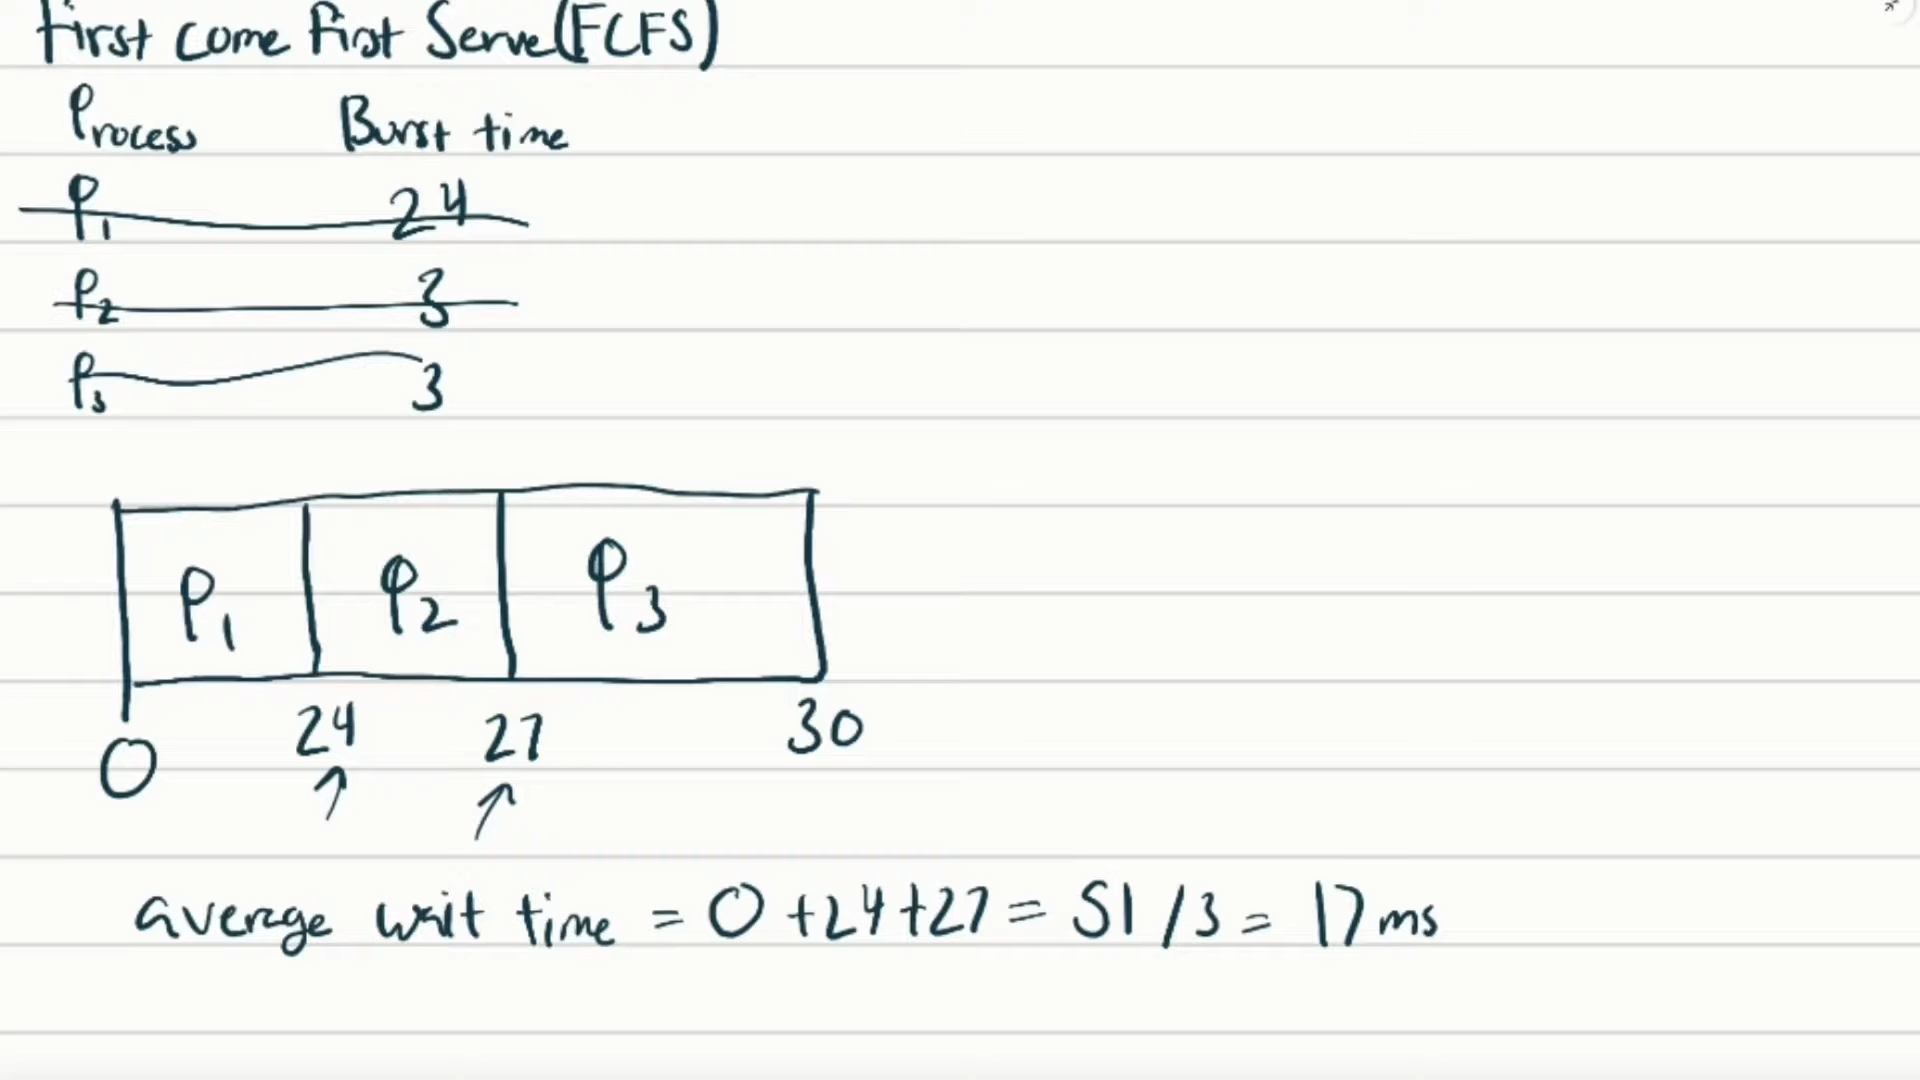 First come First Serve (FCFS)
Process Burst time
P1 24
P2 3
P3 3
P1 P2 P3
0 24 27 30
average wait time = 0 +24+27 = 51 /3 = 17 ms